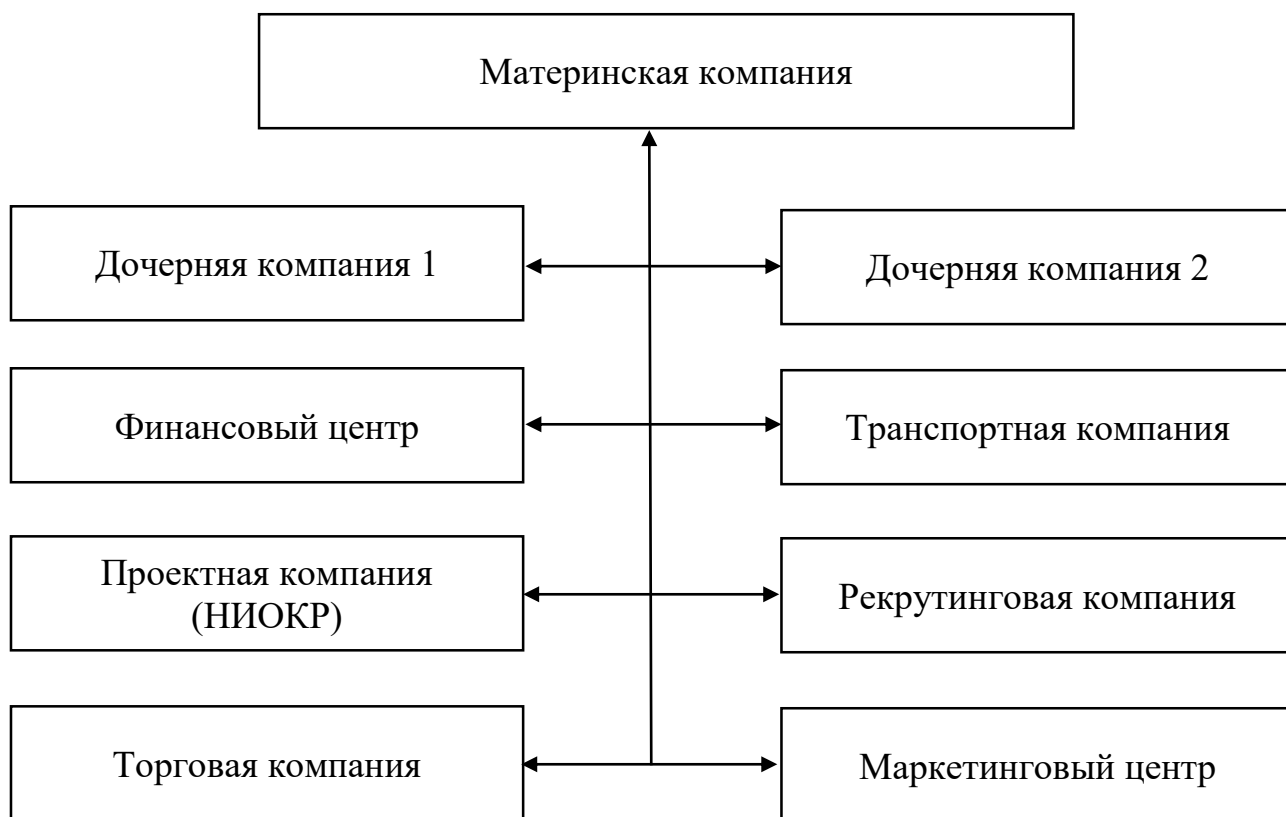 Материнская компания
Дочерняя компания 1
Дочерняя компания 2
Финансовый центр
Транспортная компания
Проектная компания
(НИОКР)
Рекрутинговая компания
Торговая компания
Маркетинговый центр